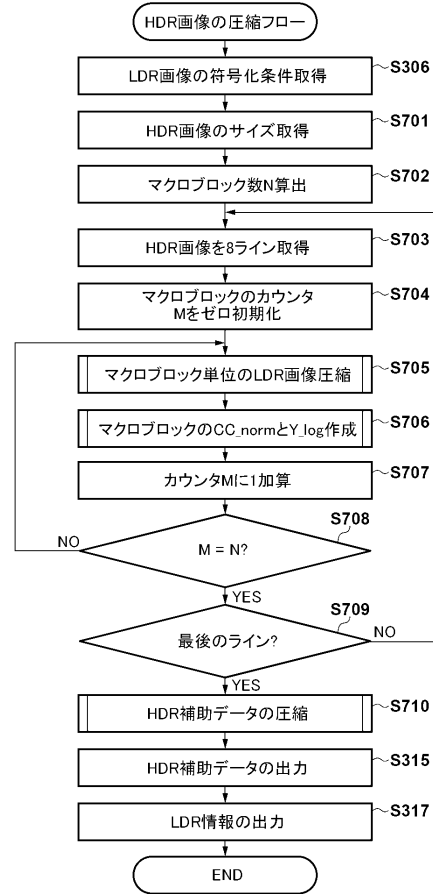 HDR画像の圧縮フロー
LDR画像の符号化条件取得
S306
HDR画像のサイズ取得
S701
マクロブロック数N算出
S702
HDR画像を8ライン取得
S703
マクロブロックのカウンタ
Mをゼロ初期化
S704
マクロブロック単位のLDR画像圧縮
S705
マクロブロックのCC_normとY_log作成
S706
カウンタMに1加算
S707
S708
M = N?
NO
YES
S709
最後のライン?
NO
YES
HDR補助データの圧縮
S710
HDR補助データの出力
S315
LDR情報の出力
S317
END